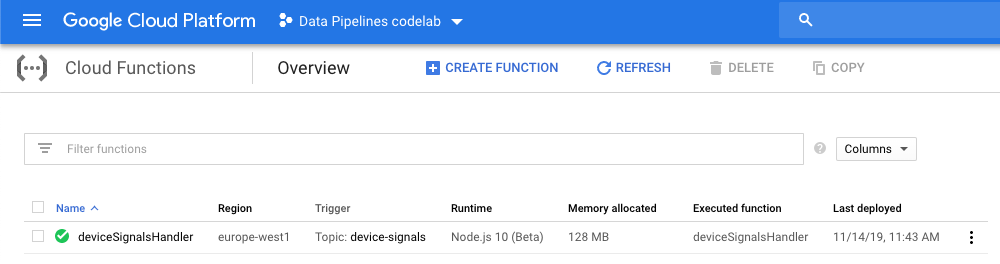 Google Cloud Platform Data Pipelines codelab
Cloud Functions Overview CREATE FUNCTION REFRESH DELETE COPY
Filter functions Columns
Name Region Trigger Runtime Memory allocated Executed function Last deployed
deviceSignalsHandler europe-west1 Topic: device-signals Node.js 10 (Beta) 128 MB deviceSignalsHandler 11/14/19, 11:43 AM